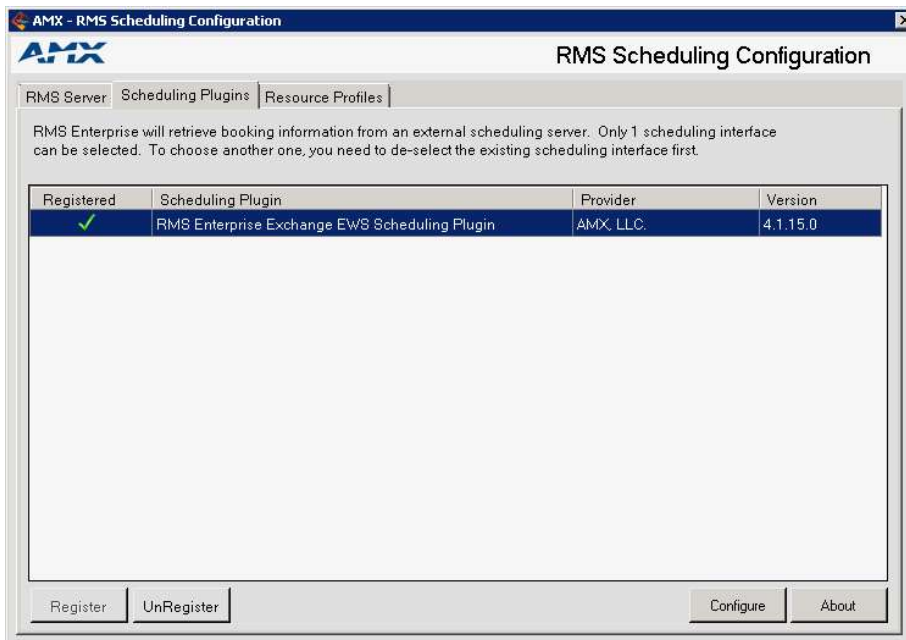 AMX - RMS Scheduling Configuration
AMX
RMS Scheduling Configuration
RMS Server
Scheduling Plugins
Resource Profiles
RMS Enterprise will retrieve booking information from an external scheduling server. Only 1 scheduling interface
can be selected. To choose another one, you need to de-select the existing scheduling interface first.
Registered Scheduling Plugin Provider Version
RMS Enterprise Exchange EWS Scheduling Plugin AMX, LLC. 4.1.15.0
Register UnRegister Configure About